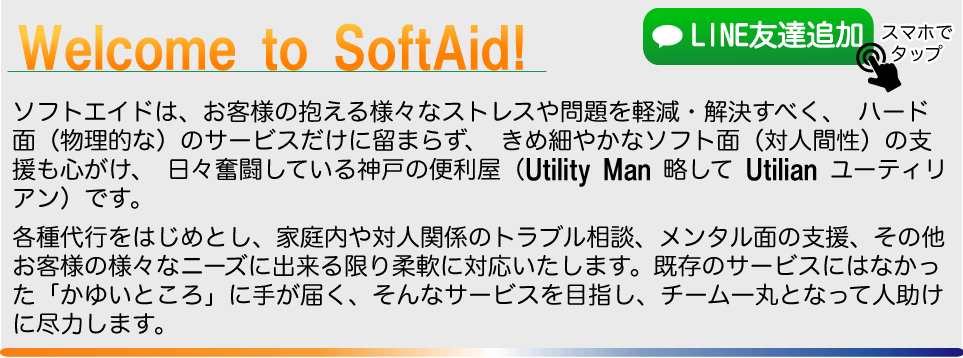 Welcome to SoftAid!
LINE友達追加
スマホで
タップ
ソフトエイドは、お客様の抱える様々なストレスや問題を軽減・解決すべく、 ハード
面（物理的な）のサービスだけに留まらず、 きめ細やかなソフト面（対人間性）の支
援も心がけ、 日々奮闘している神戸の便利屋（Utility Man 略して Utilian ユーティリ
アン）です。
各種代行をはじめとし、家庭内や対人関係のトラブル相談、メンタル面の支援、その他
お客様の様々なニーズに出来る限り柔軟に対応いたします。既存のサービスにはなかっ
た「かゆいところ」に手が届く、そんなサービスを目指し、チーム一丸となって人助け
に尽力します。